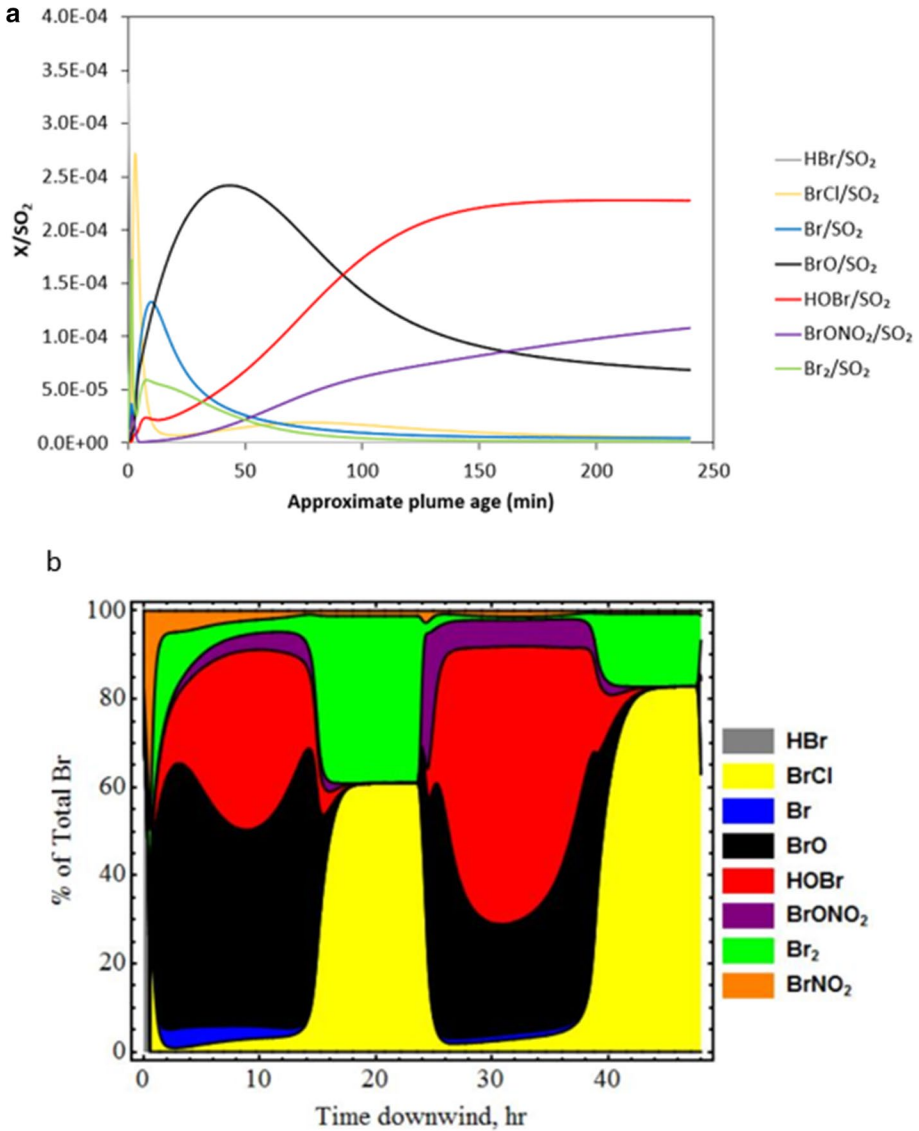 a
4.0E-04
3.5E-04
3.0E-04
2.5E-04
2.0E-04
1.5E-04
1.0E-04
5.0E-05
0.0E+00
X/SO₂
0
50
100
150
200
250
Approximate plume age (min)
HBr/SO₂
BrCl/SO₂
Br/SO₂
BrO/SO₂
HOBr/SO₂
BrONO₂/SO₂
Br₂/SO₂
b
100
80
60
40
20
0
% of Total Br
0
10
20
30
40
Time downwind, hr
HBr
BrCl
Br
BrO
HOBr
BrONO₂
Br₂
BrNO₂